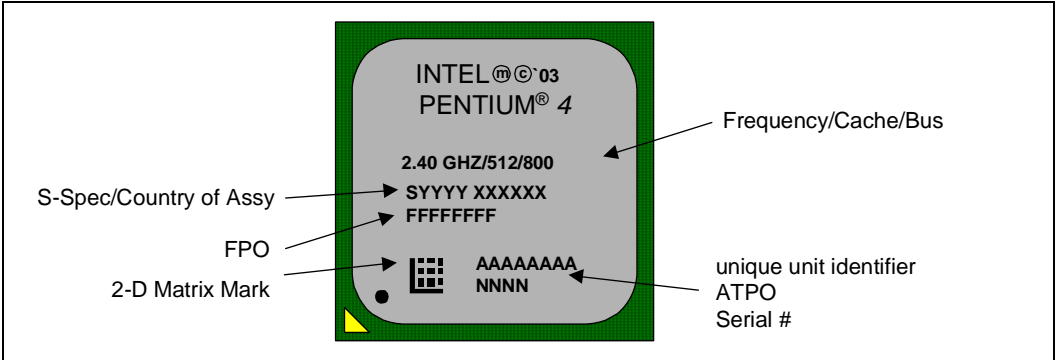 INTEL ⓜ ⓒ `03
PENTIUM® 4
Frequency/Cache/Bus
2.40 GHZ/512/800
S-Spec/Country of Assy
SYYYY XXXXXX
FFFFFFFF
FPO
2-D Matrix Mark
AAAAAAAA
NNNN
unique unit identifier
ATPO
Serial #